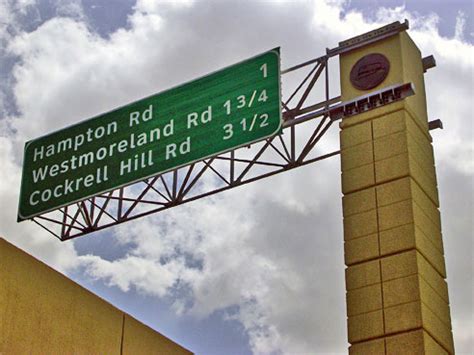 Hampton Rd 1
Westmoreland Rd 1 3/4
Cockrell Hill Rd 3 1/2